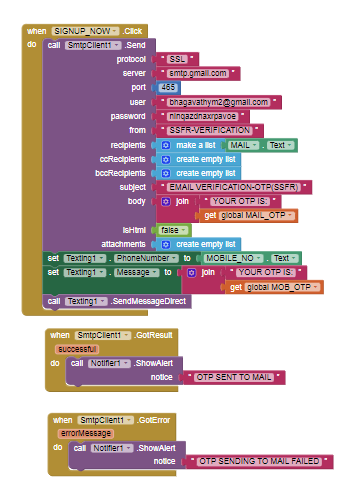 when SIGNUP_NOW .Click
do call SmtpClient1 .Send
protocol " SSL "
server " smtp.gmail.com "
port 465
user " bhagavathym2@gmail.com "
password " ninqazdnaxrpavoe "
from " SSFR-VERIFICATION "
recipients make a list MAIL . Text
ccRecipients create empty list
bccRecipients create empty list
subject " EMAIL VERIFICATION-OTP(SSFR) "
body join " YOUR OTP IS: "
get global MAIL_OTP
isHtml false
attachments create empty list
set Texting1 . PhoneNumber to MOBILE_NO . Text
set Texting1 . Message to join " YOUR OTP IS: "
get global MOB_OTP
call Texting1 .SendMessageDirect
when SmtpClient1 .GotResult
successful
do call Notifier1 .ShowAlert
notice " OTP SENT TO MAIL "
when SmtpClient1 .GotError
errorMessage
do call Notifier1 .ShowAlert
notice " OTP SENDING TO MAIL FAILED "